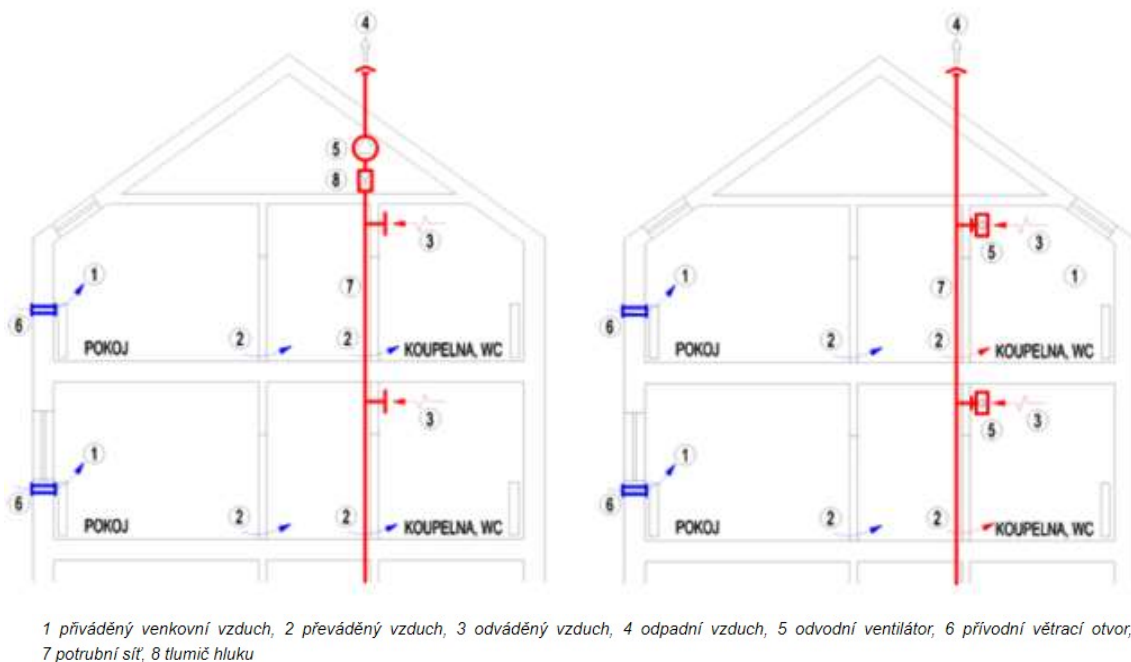 4 4
5
8
3 5 3
1 7 1 7 1
6 6
2 2 2 2
POKOJ KOUPELNA, WC POKOJ KOUPELNA, WC
3 5 3
1 1
6 6
2 2 2 2
POKOJ KOUPELNA, WC POKOJ KOUPELNA, WC
1 přiváděný venkovní vzduch, 2 převáděný vzduch, 3 odváděný vzduch, 4 odpadní vzduch, 5 odvodní ventilátor, 6 přívodní větrací otvor,
7 potrubní síť, 8 tlumič hluku